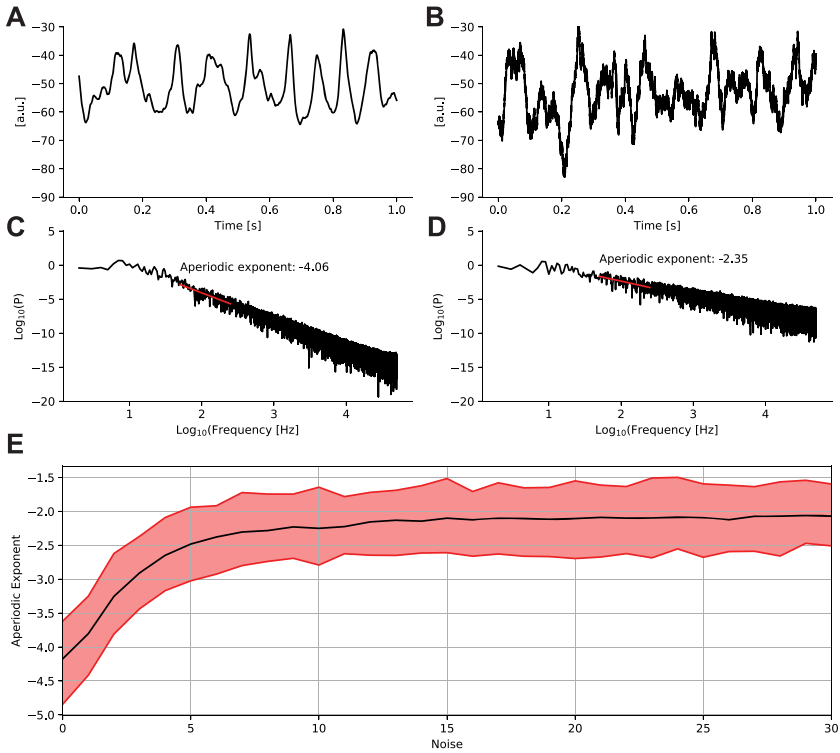 A
−30
−40
−50
−60
−70
−80
−90
[a.u.]
0.0 0.2 0.4 0.6 0.8 1.0
Time [s]
B
−30
−40
−50
−60
−70
−80
−90
[a.u.]
0.0 0.2 0.4 0.6 0.8 1.0
Time [s]
C
5
0
−5
−10
−15
−20
Log10(P)
Aperiodic exponent: -4.06
1 2 3 4
Log10(Frequency [Hz]
D
5
0
−5
−10
−15
−20
Log10(P)
Aperiodic exponent: -2.35
1 2 3 4
Log10(Frequency [Hz]
E
−1.5
−2.0
−2.5
−3.0
−3.5
−4.0
−4.5
−5.0
Aperiodic Exponent
0 5 10 15 20 25 30
Noise